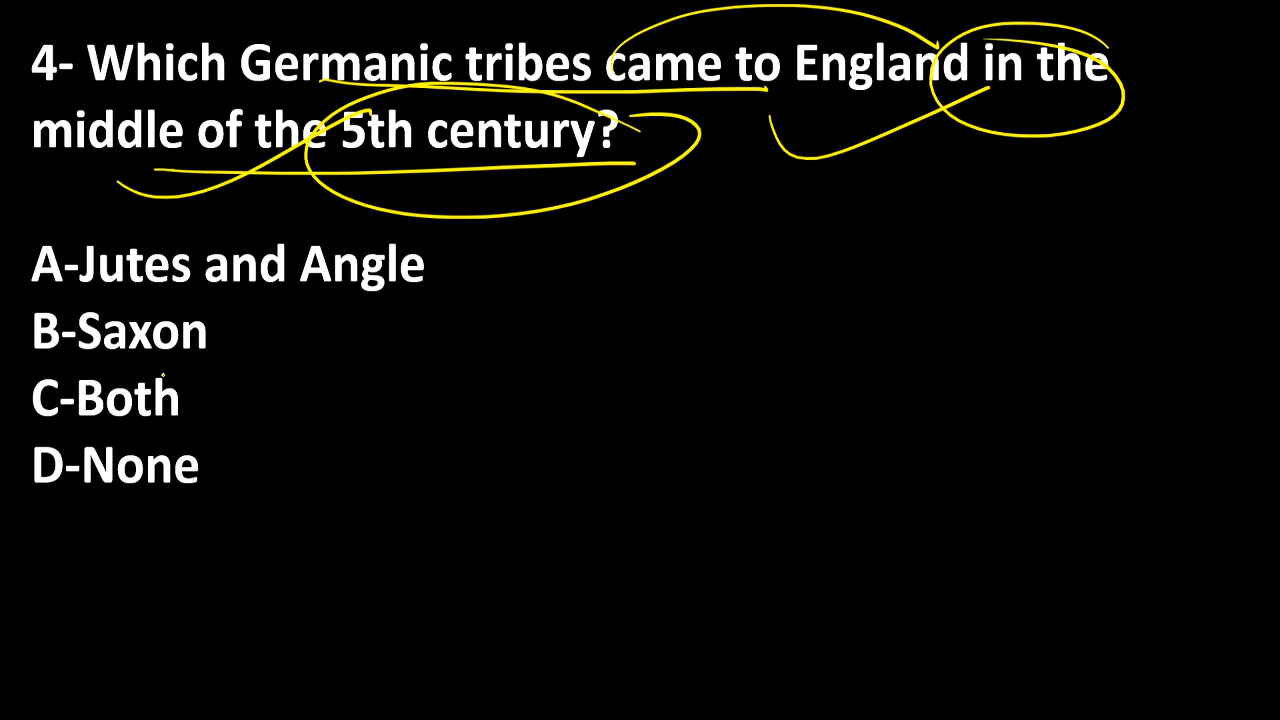 4- Which Germanic tribes came to England in the
middle of the 5th century?
A-Jutes and Angle
B-Saxon
C-Both
D-None